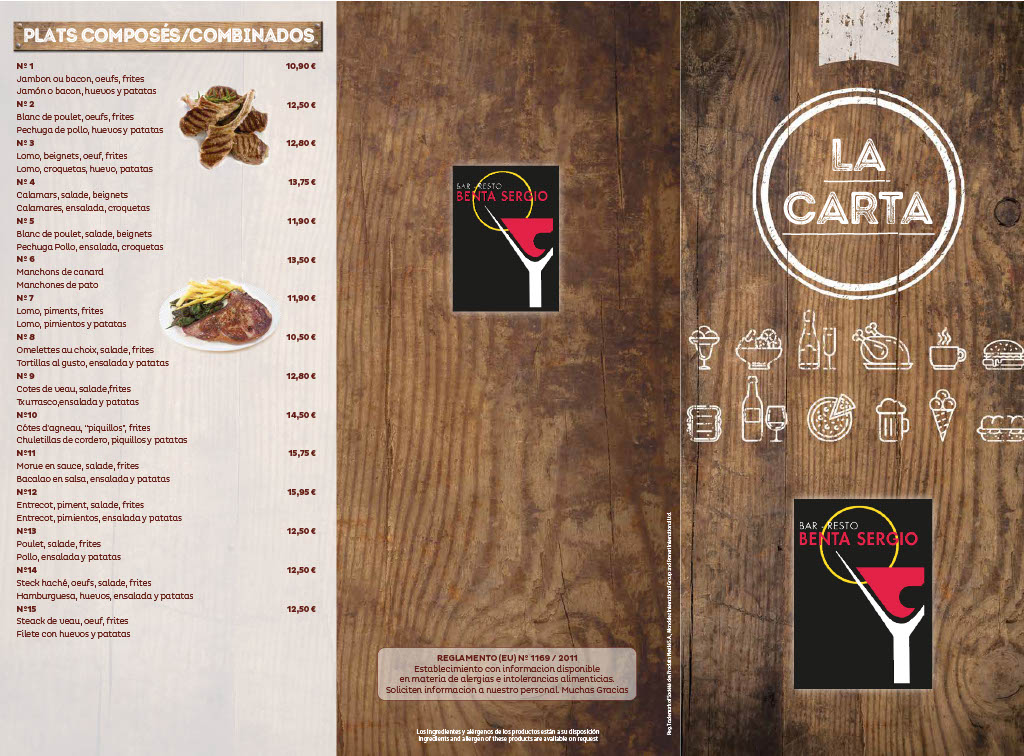 PLATS COMPOSÉS/COMBINADOS
Nº 1 10,90 €
Jambon ou bacon, oeufs, frites
Jamón o bacon, huevos y patatas
Nº 2 12,50 €
Blanc de poulet, oeufs, frites
Pechuga de pollo, huevos y patatas
Nº 3 12,80 €
Lomo, beignets, oeuf, frites
Lomo, croquetas, huevo, patatas
Nº 4 13,75 €
Calamars, salade, beignets
Calamares, ensalada, croquetas
Nº 5 11,90 €
Blanc de poulet, salade, beignets
Pechuga Pollo, ensalada, croquetas
Nº 6 13,50 €
Manchons de canard
Manchones de pato
Nº 7 11,90 €
Lomo, piments, frites
Lomo, pimientos y patatas
Nº 8 10,50 €
Omelettes au choix, salade, frites
Tortillas al gusto, ensalada y patatas
Nº 9 12,80 €
Cotes de veau, salade,frites
Txurrasco,ensalada y patatas
Nº10 14,50 €
Côtes d'agneau, "piquillos", frites
Chuletillas de cordero, piquillos y patatas
Nº11 15,75 €
Morue en sauce, salade, frites
Bacalao en salsa, ensalada y patatas
Nº12 15,95 €
Entrecot, piment, salade, frites
Entrecot, pimientos, ensalada y patatas
Nº13 12,50 €
Poulet, salade, frites
Pollo, ensalada y patatas
Nº14 12,50 €
Steck haché, oeufs, salade, frites
Hamburguesa, huevos, ensalada y patatas
Nº15 12,50 €
Steack de veau, oeuf, frites
Filete con huevos y patatas
BAR - RESTO
BENTA SERGIO
REGLAMENTO (EU) Nº 1169 / 2011
Establecimiento con informacion disponible
en materia de alergias e intolerancias alimenticias.
Soliciten informacion a nuestro personal. Muchas Gracias
Los ingredientes y alérgenos de los productos están a su disposición
Ingredients and allergen of these products are available on request
LA
CARTA
BAR - RESTO
BENTA SERGIO